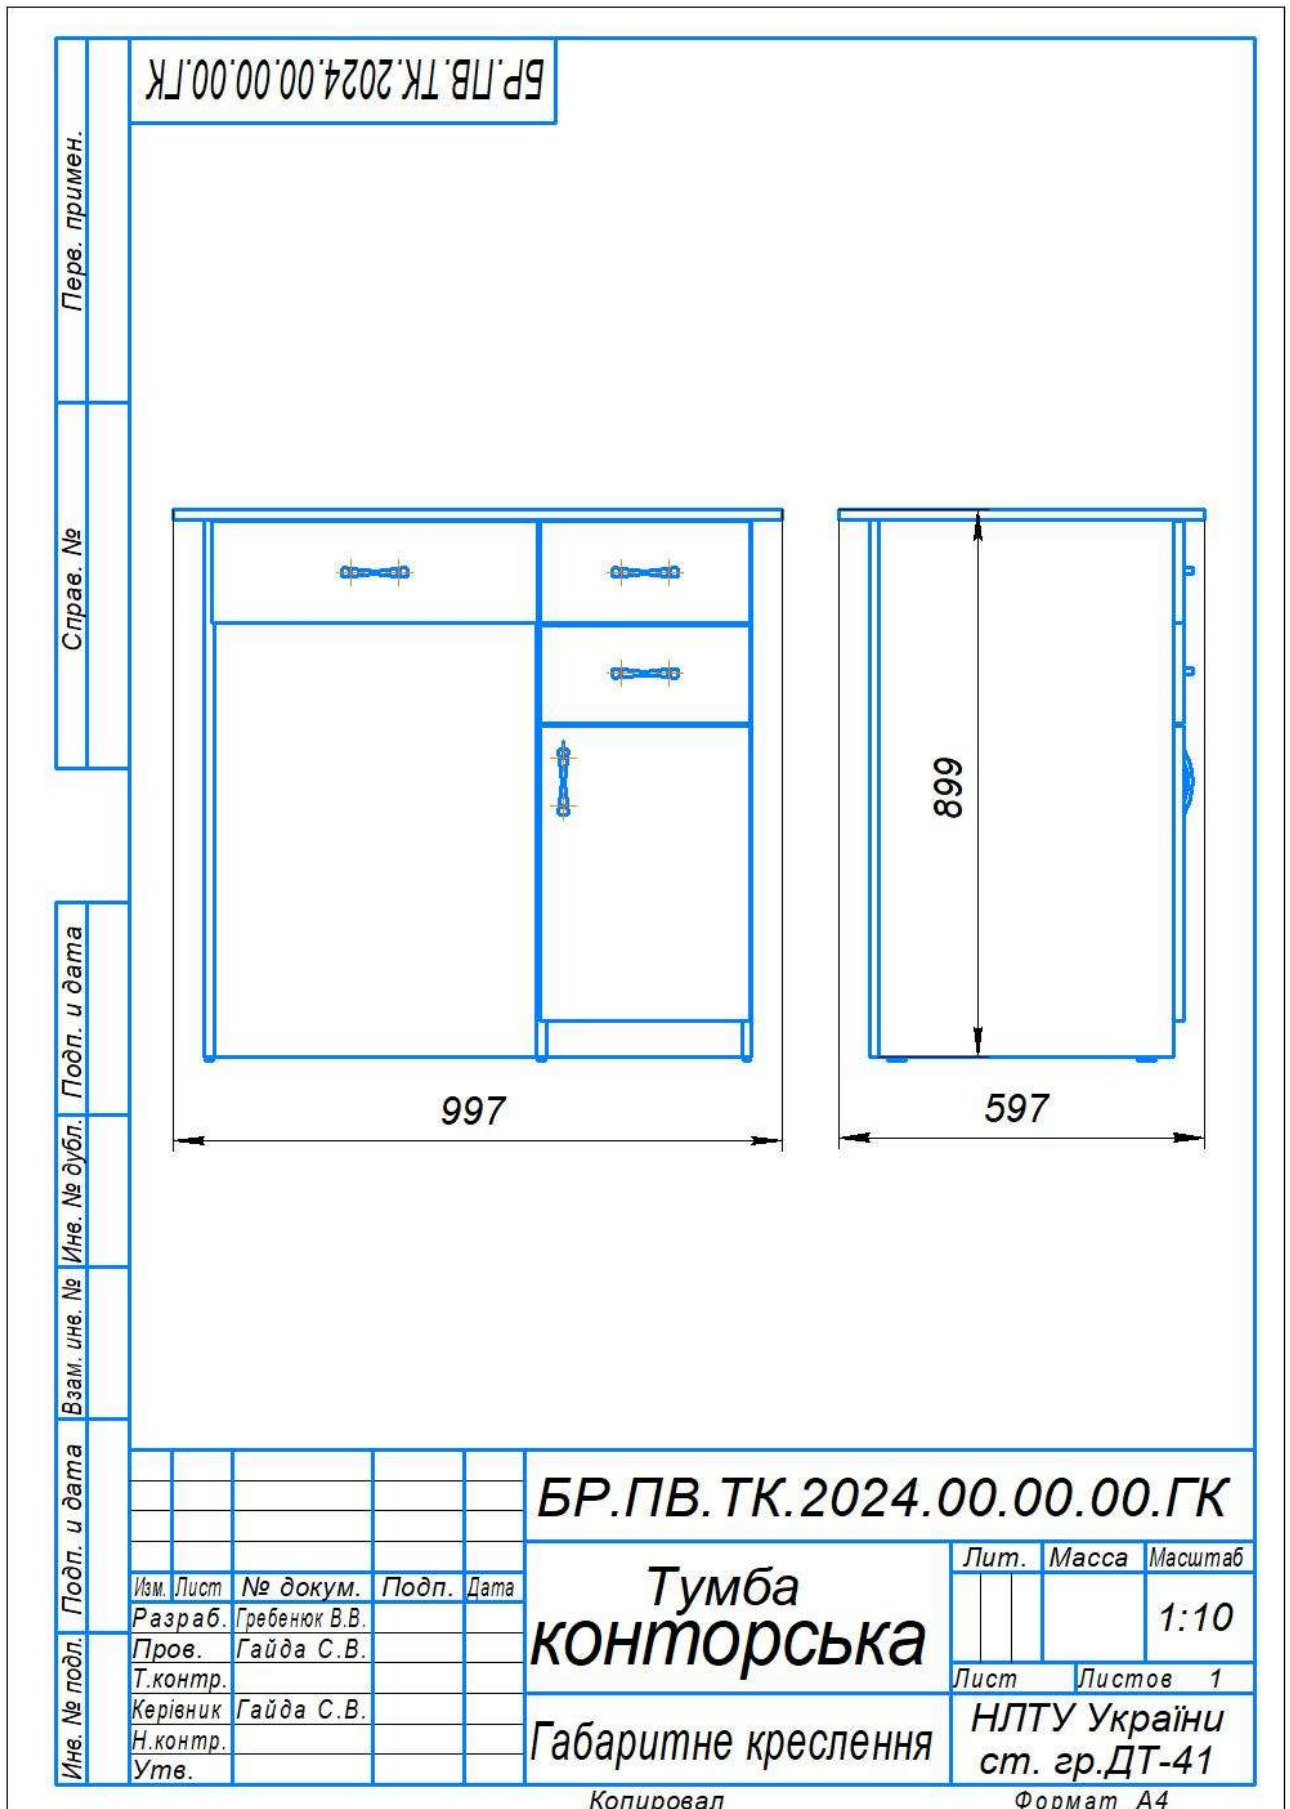 БР.ПВ.ТК.2024.00.00.00.ГК
Перв. примен.
Справ. №
899
997
597
Подп. и дата
Инв. № дубл.
Взам. инв. №
Подп. и дата
Инв. № подл.
БР.ПВ.ТК.2024.00.00.00.ГК
Изм. Лист № докум. Подп. Дата
Разраб. Гребенюк В.В.
Пров. Гайда С.В.
Т.контр.
Керівник Гайда С.В.
Н.контр.
Утв.
Тумба
конторська
Габаритне креслення
Лит. Масса Масштаб
1:10
Лист Листов 1
НЛТУ України
ст. гр.ДТ-41
Копировал Формат А4